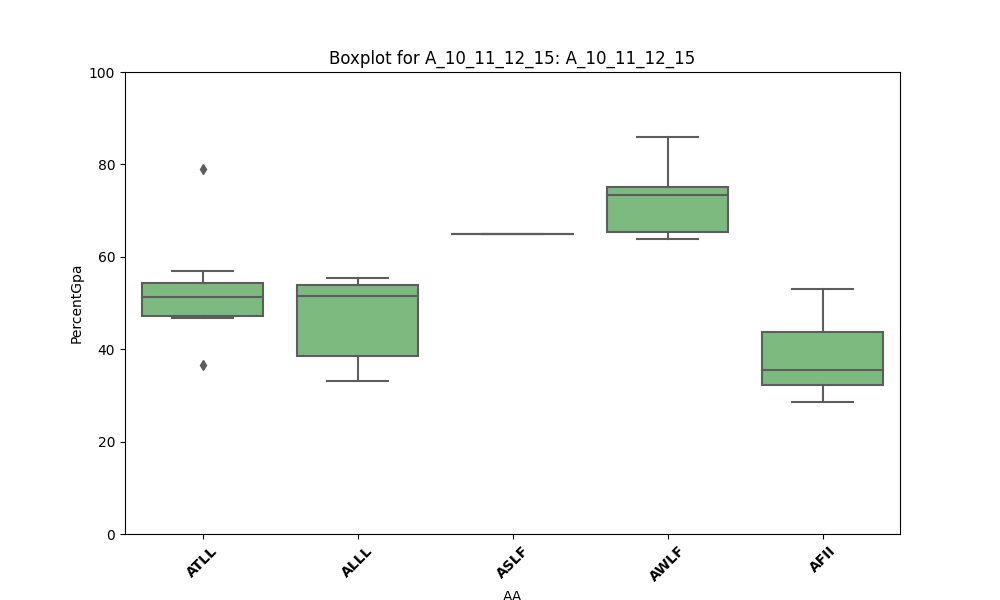 Boxplot for A_10_11_12_15: A_10_11_12_15
100
80
60
40
20
0
PercentGpa
ATLL
ALLL
ASLF
AWLF
AFII
AA